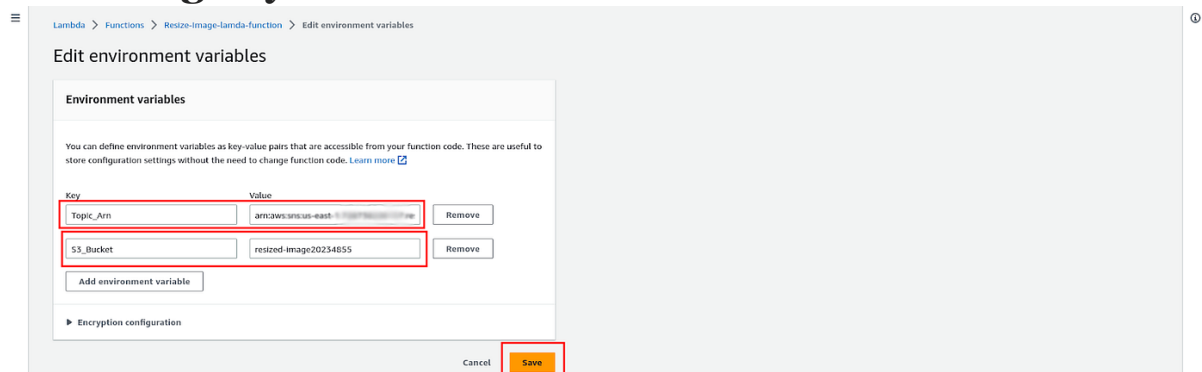 Lambda > Functions > Resize-Image-lamda-function > Edit environment variables
Edit environment variables
Environment variables
You can define environment variables as key-value pairs that are accessible from your function code. These are useful to
store configuration settings without the need to change function code. Learn more
Key Value
Topic_Arn arn:aws:sns:us-east- Remove
S3_Bucket resized-image20234855 Remove
Add environment variable
Encryption configuration
Cancel Save